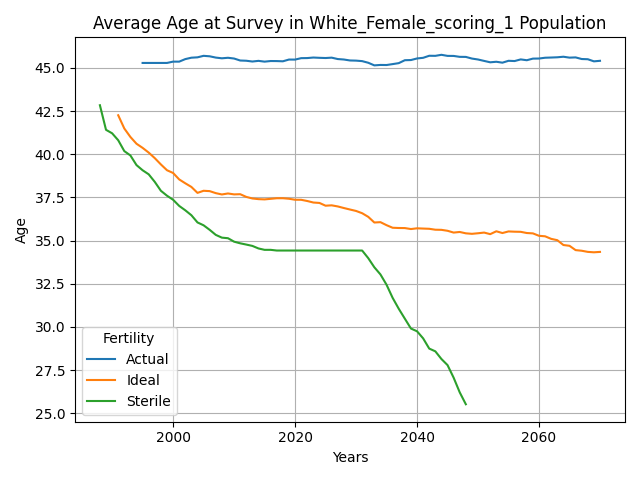 Average Age at Survey in White_Female_scoring_1 Population
Age
45.0
42.5
40.0
37.5
35.0
32.5
30.0
27.5
25.0
Fertility
Actual
Ideal
Sterile
2000
2020
2040
2060
Years